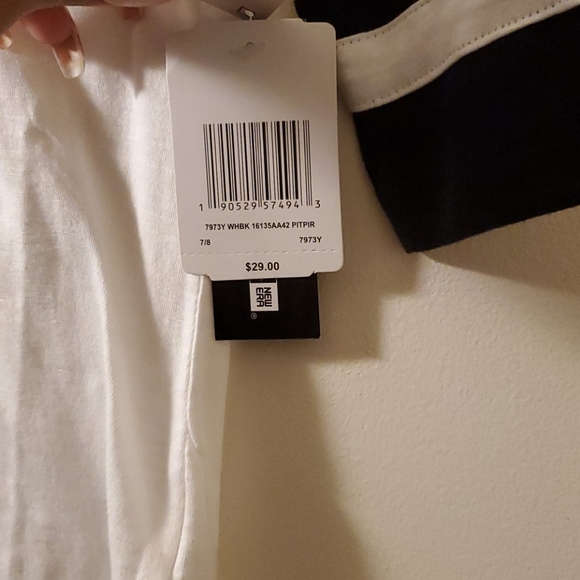 1 90529 57494 3
7973Y WHBK 16135AA42 PITPIR
7/8 7973Y
$29.00
NEW
ERA
®